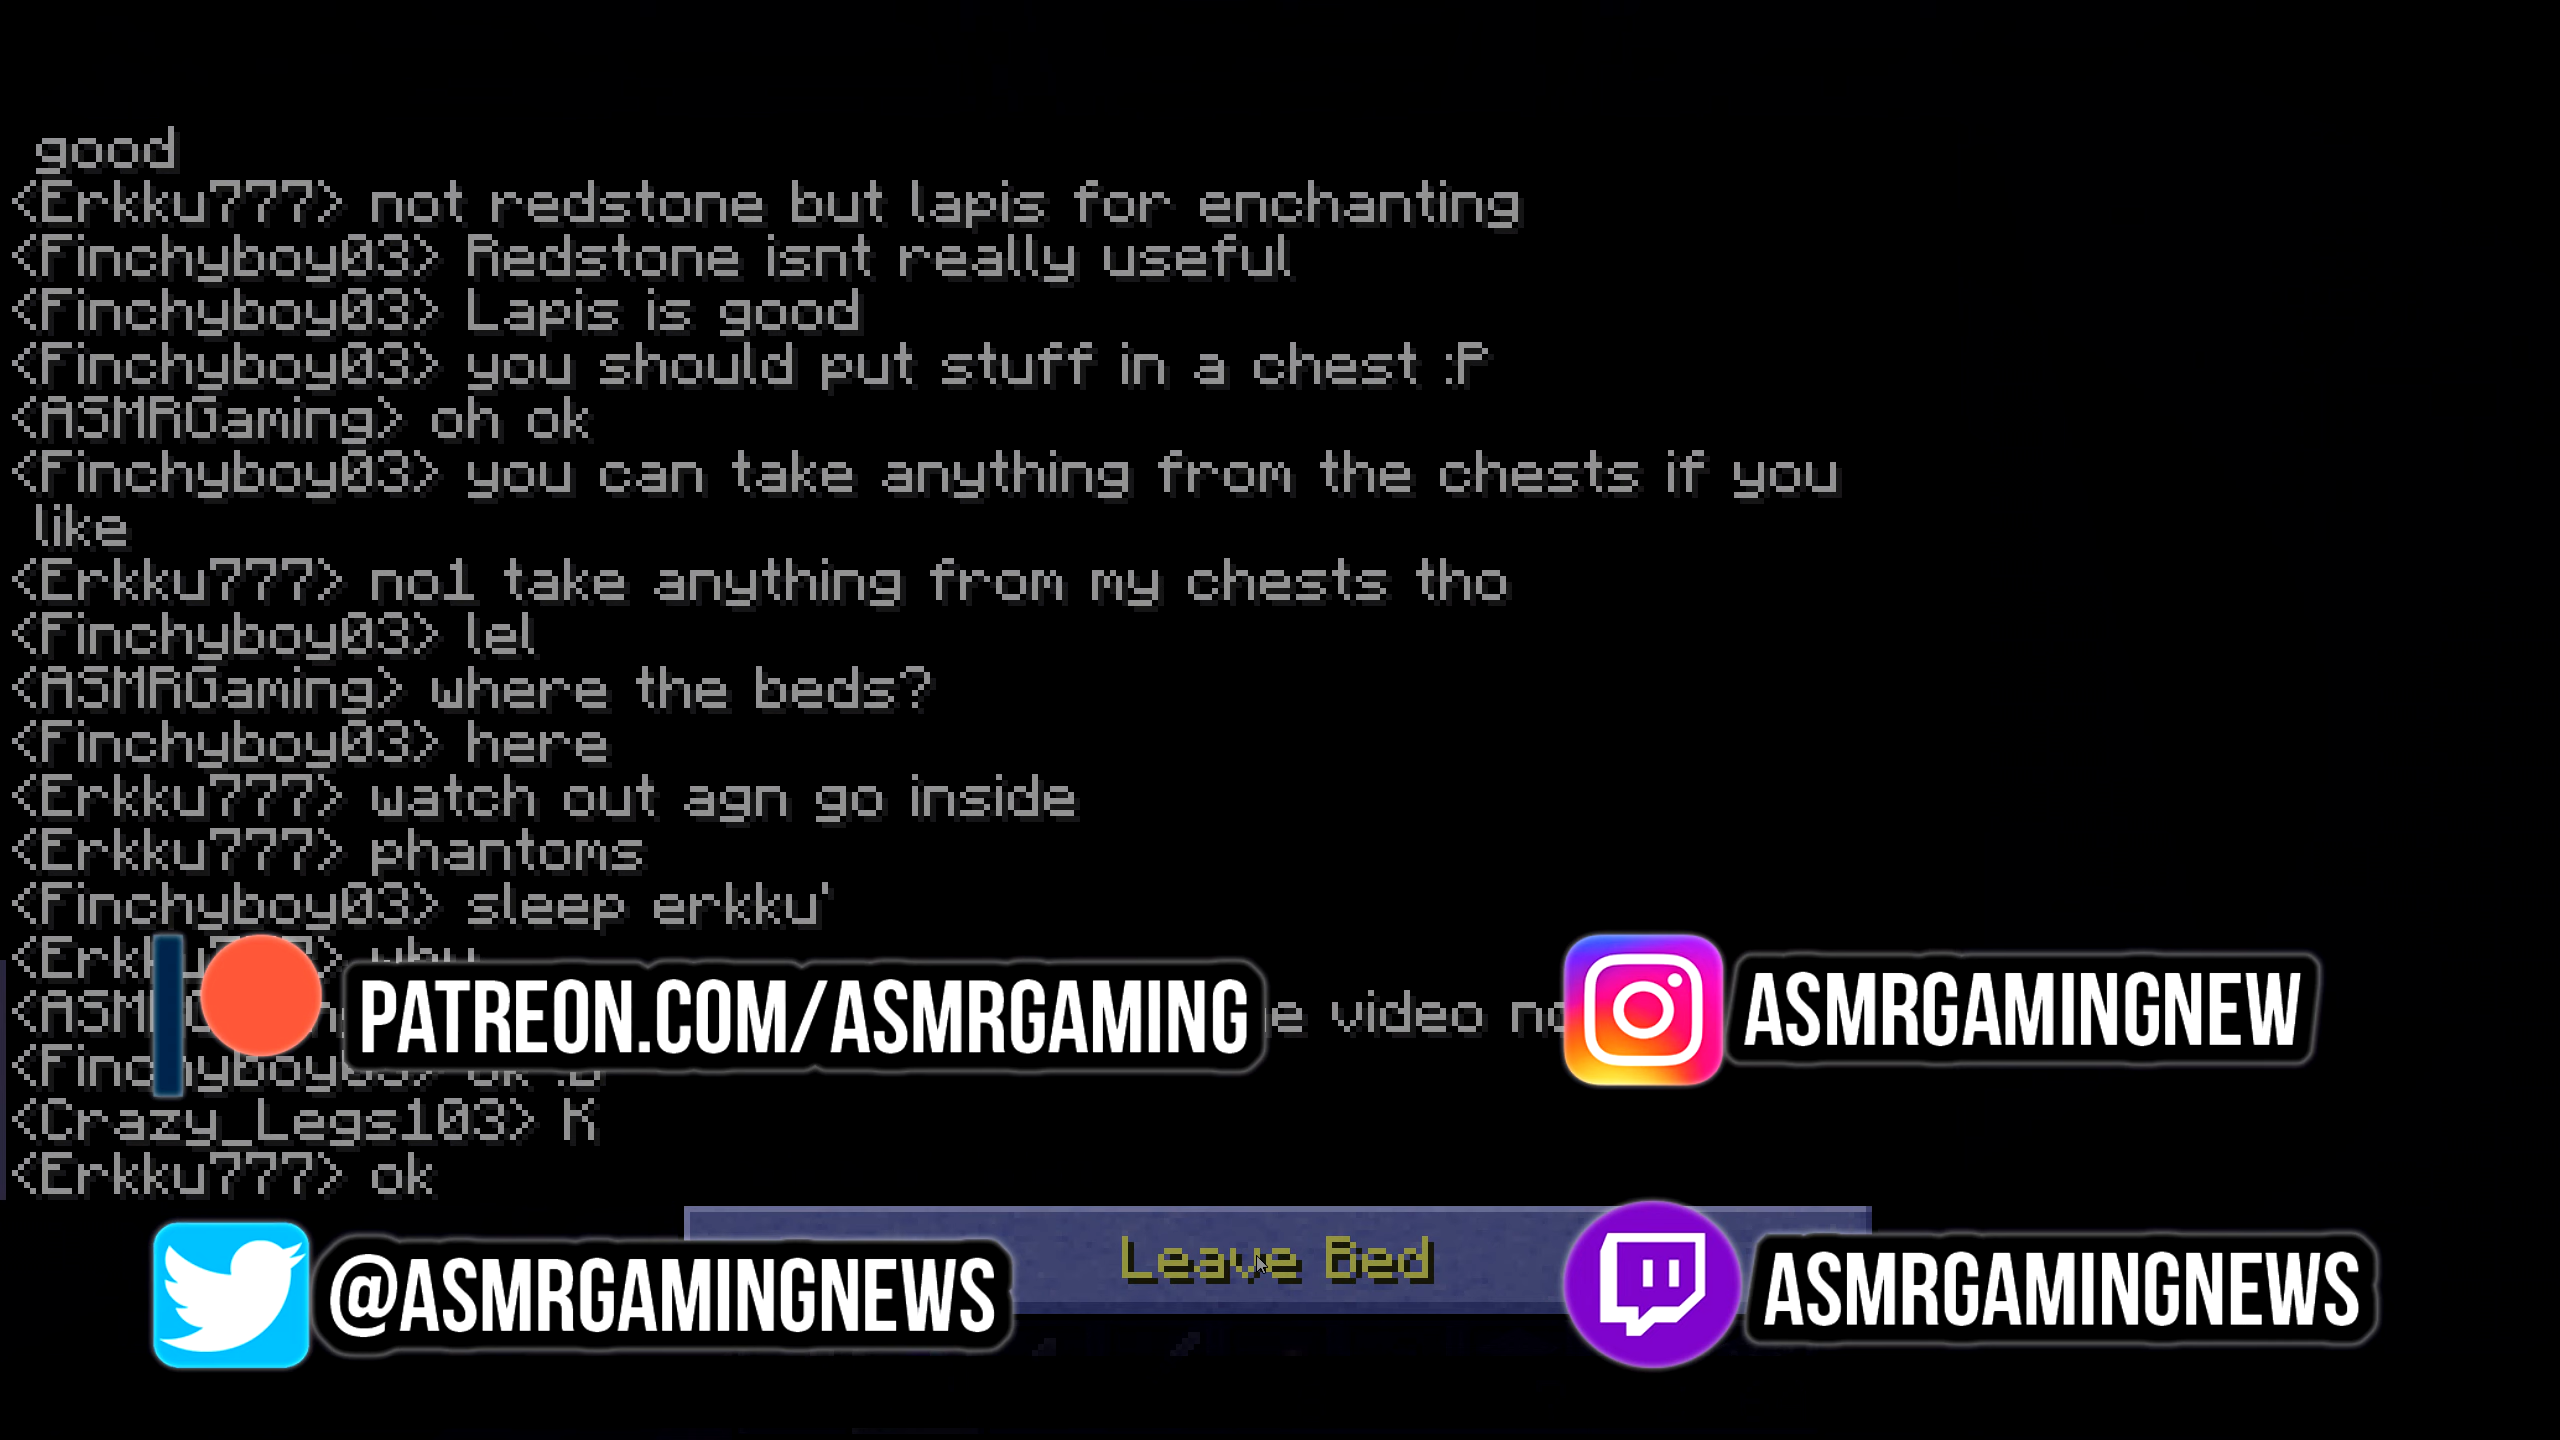 good
<Erkku777> not redstone but lapis for enchanting
<Finchyboy03> Redstone isnt really useful
<Finchyboy03> Lapis is good
<Finchyboy03> you should put stuff in a chest :P
<ASMRGaming> oh ok
<Finchyboy03> you can take anything from the chests if you
like
<Erkku777> no1 take anything from my chests tho
<Finchyboy03> lel
<ASMRGaming> where the beds?
<Finchyboy03> here
<Erkku777> watch out agn go inside
<Erkku777> phantoms
<Finchyboy03> sleep erkku'
<Erkku777> why
video
PATREON.COM/ASMRGAMING
ASMRGAMINGNEW
<Finchyboy03> ok
<Crazy_Legs103> K
<Erkku777> ok
Leave Bed
@ASMRGAMINGNEWS
ASMRGAMINGNEWS